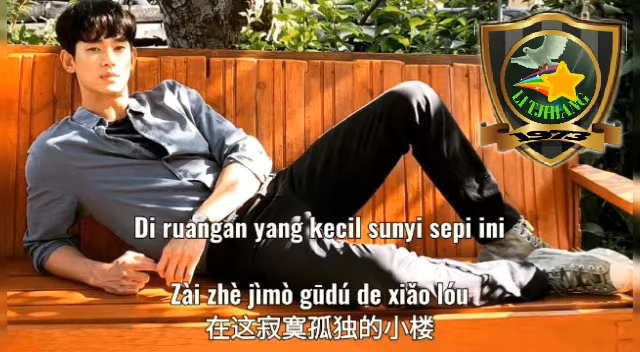 LITJHIANG
1973
Di ruangan yang kecil sunyi sepi ini
Zài zhè jìmò gūdú de xiǎo lóu
在这寂寞孤独的小楼